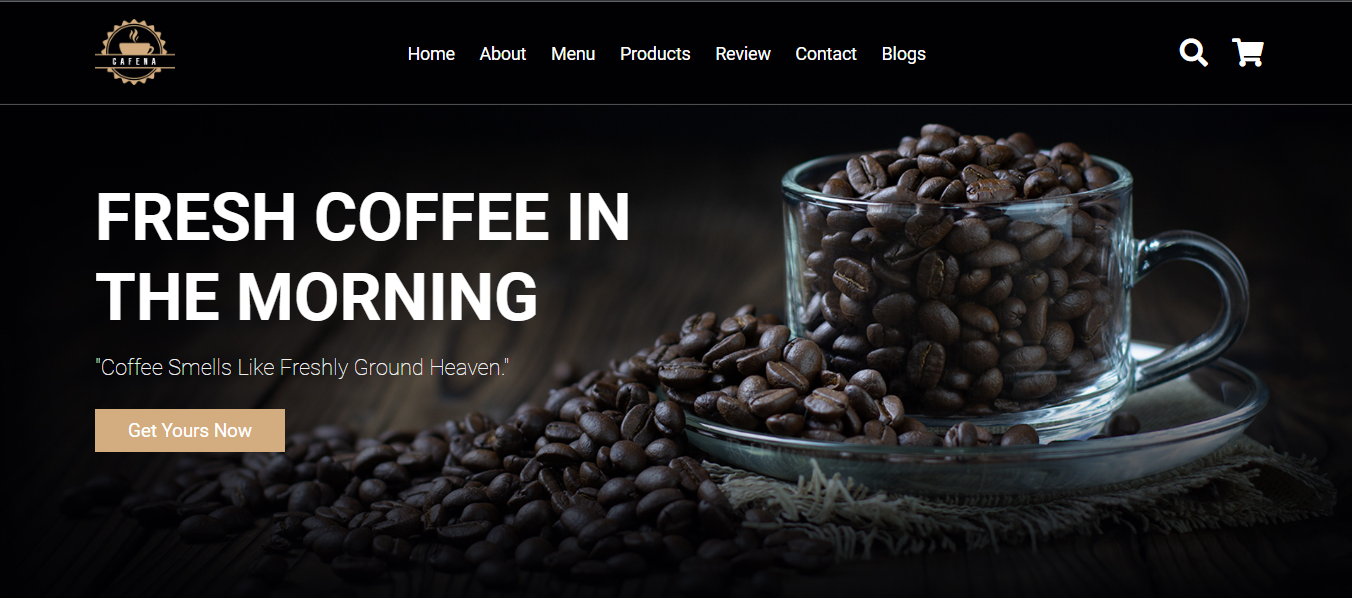 CAFENA
Home About Menu Products Review Contact Blogs
FRESH COFFEE IN
THE MORNING
"Coffee Smells Like Freshly Ground Heaven."
Get Yours Now